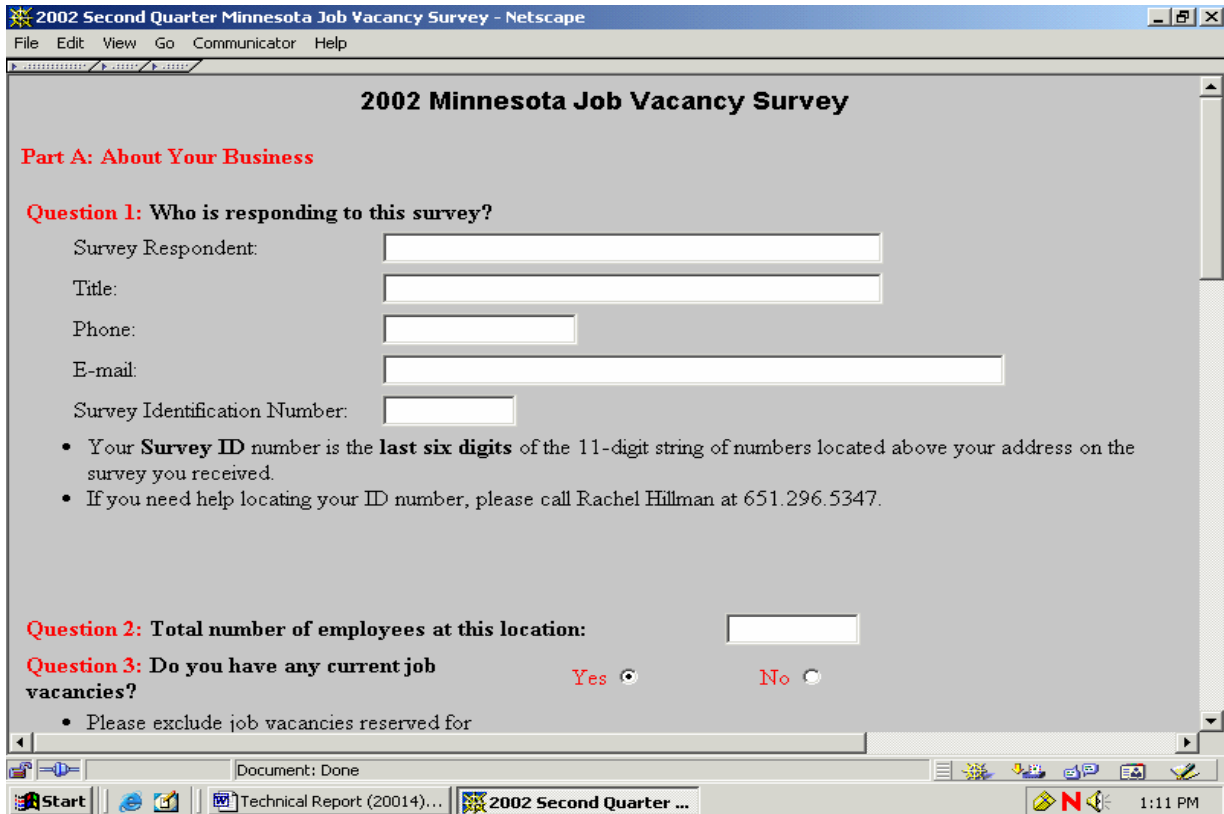 2002 Second Quarter Minnesota Job Vacancy Survey - Netscape
File Edit View Go Communicator Help
2002 Minnesota Job Vacancy Survey
Part A: About Your Business
Question 1: Who is responding to this survey?
Survey Respondent:
Title:
Phone:
E-mail:
Survey Identification Number:
• Your Survey ID number is the last six digits of the 11-digit string of numbers located above your address on the
survey you received.
• If you need help locating your ID number, please call Rachel Hillman at 651.296.5347.
Question 2: Total number of employees at this location:
Question 3: Do you have any current job
vacancies?
Yes No
• Please exclude job vacancies reserved for
Document: Done
Start Technical Report (20014)... 2002 Second Quarter ... N 1:11 PM